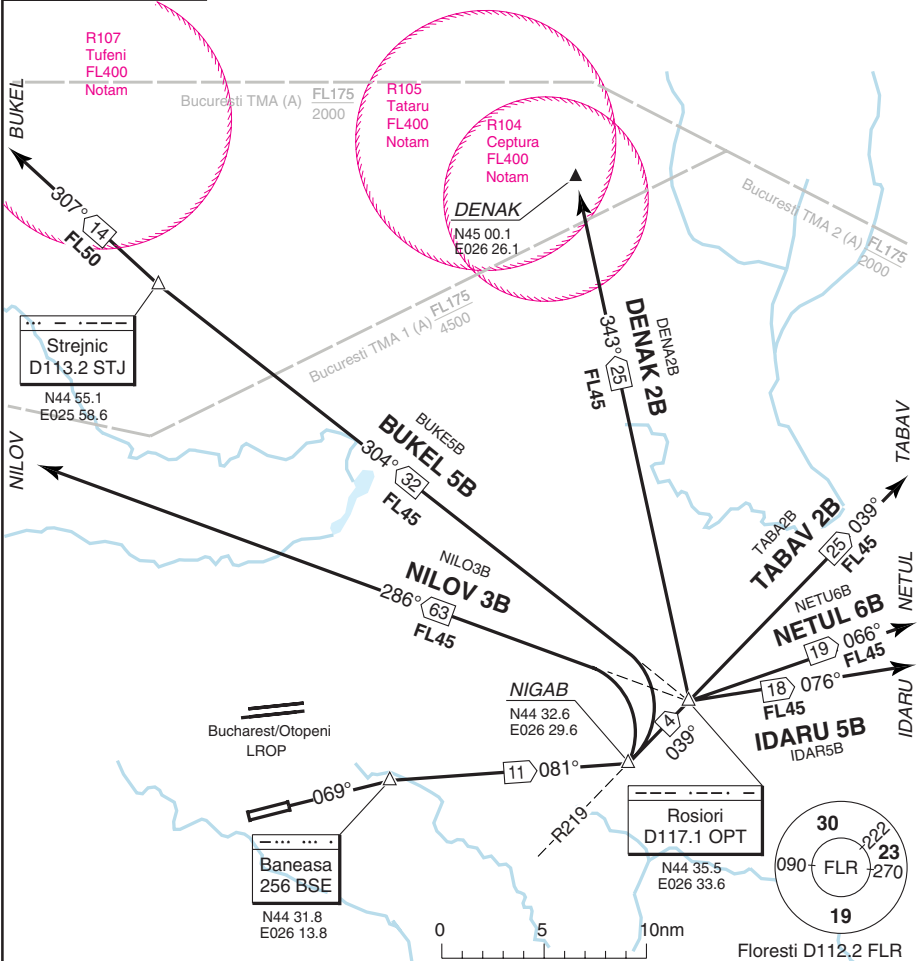 R107
Tufeni
FL400
Notam
BUKEL
Bucuresti TMA (A) FL175
2000
R105
Tataru
FL400
Notam
R104
Ceptura
FL400
Notam
DENAK
N45 00.1
E026 26.1
Bucuresti TMA 2 (A) FL175
2000
307° 14
FL50
Strejnic
D113.2 STJ
N44 55.1
E025 58.6
Bucuresti TMA 1 (A) FL175
4500
DENA2B
DENAK 2B
343° 25
FL45
NILOV
BUKE5B
BUKEL 5B
304° 32
FL45
TABAV
TABA2B
TABAV 2B
25 039°
FL45
NILO3B
NILOV 3B
286° 63
FL45
NETUL
NETU6B
NETUL 6B
19 066°
FL45
IDARU
18 076°
FL45
IDARU 5B
IDAR5B
NIGAB
N44 32.6
E026 29.6
4
039°
Bucharest/Otopeni
LROP
069°
11 081°
R219
Baneasa
256 BSE
N44 31.8
E026 13.8
Rosiori
D117.1 OPT
N44 35.5
E026 33.6
30
222
23
090 FLR 270
19
Floresti D112.2 FLR
0 5 10nm